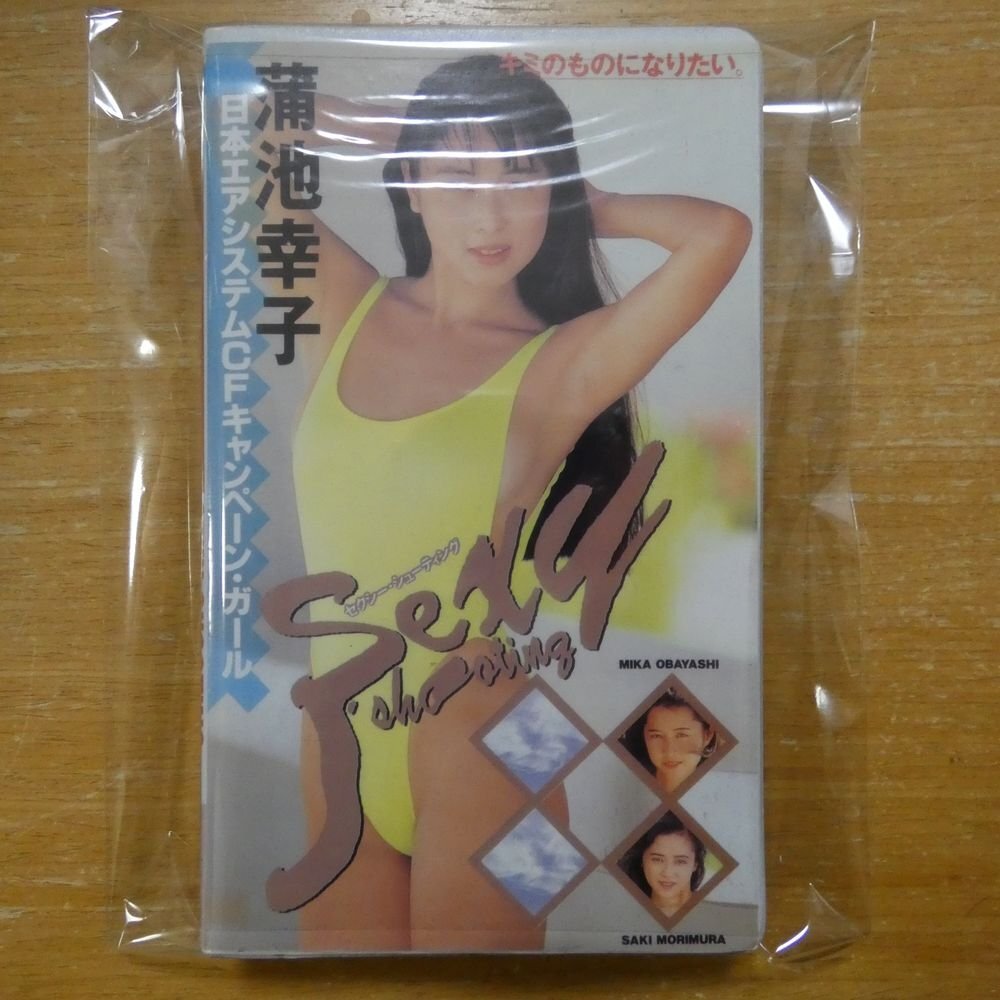 キミのものになりたい。
蒲池幸子
日本エアシステムCFキャンペーン・ガール
セクシー・シューティング
Sexy
shooting
MIKA OBAYASHI
SAKI MORIMURA